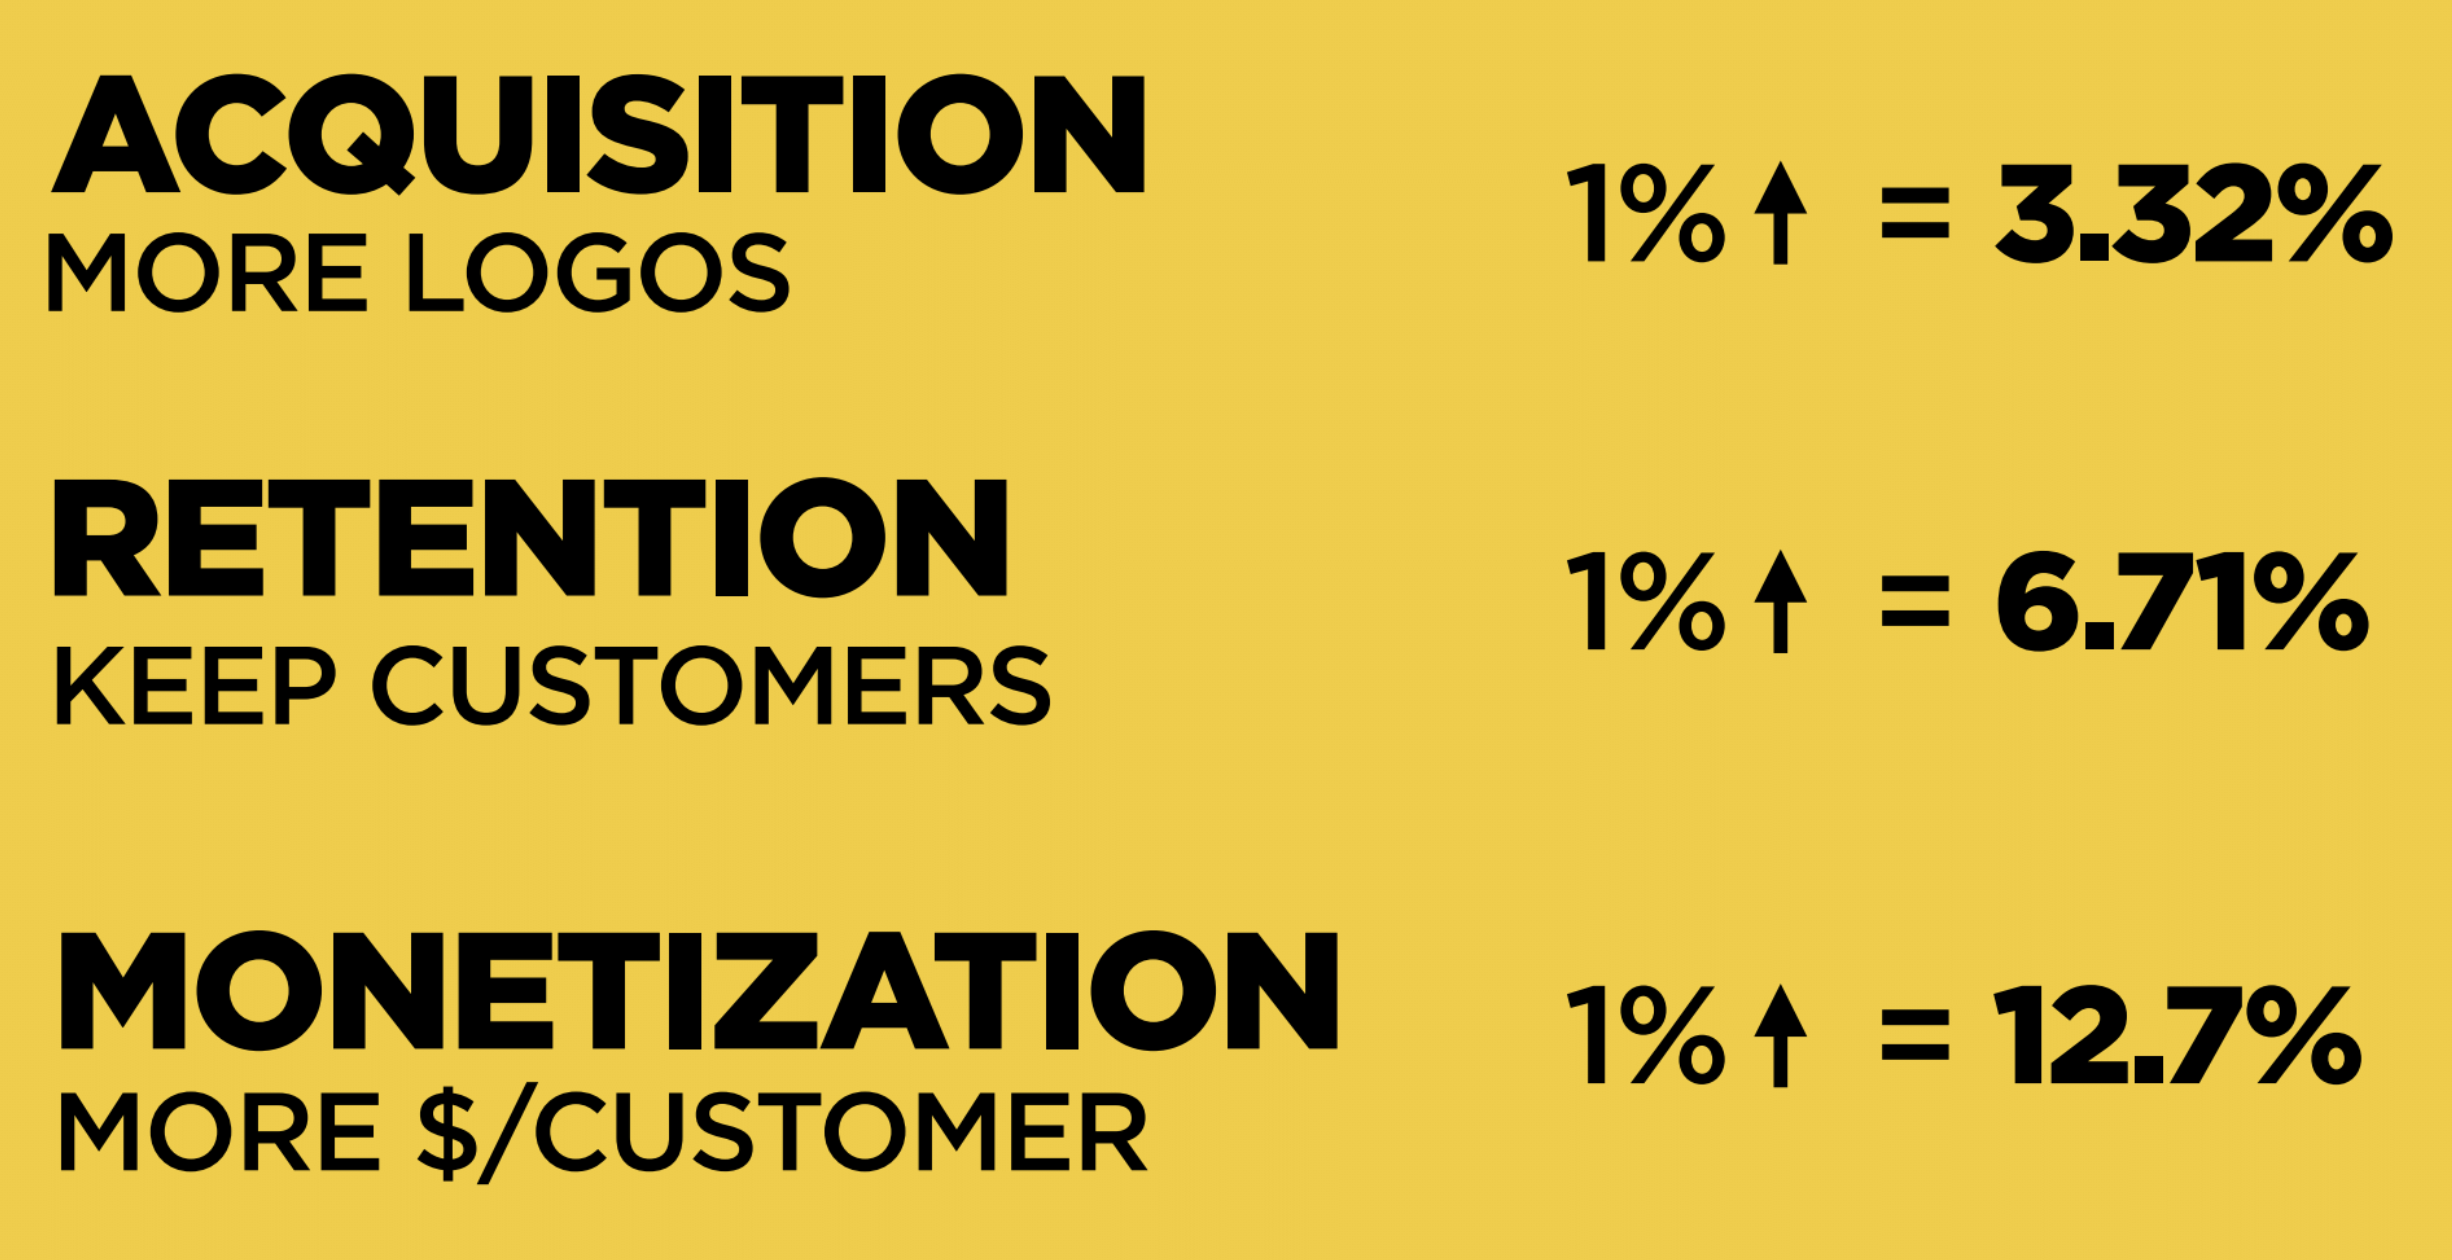 ACQUISITION
MORE LOGOS
1%↑ = 3.32%
RETENTION
KEEP CUSTOMERS
1%↑ = 6.71%
MONETIZATION
MORE $/CUSTOMER
1%↑ = 12.7%